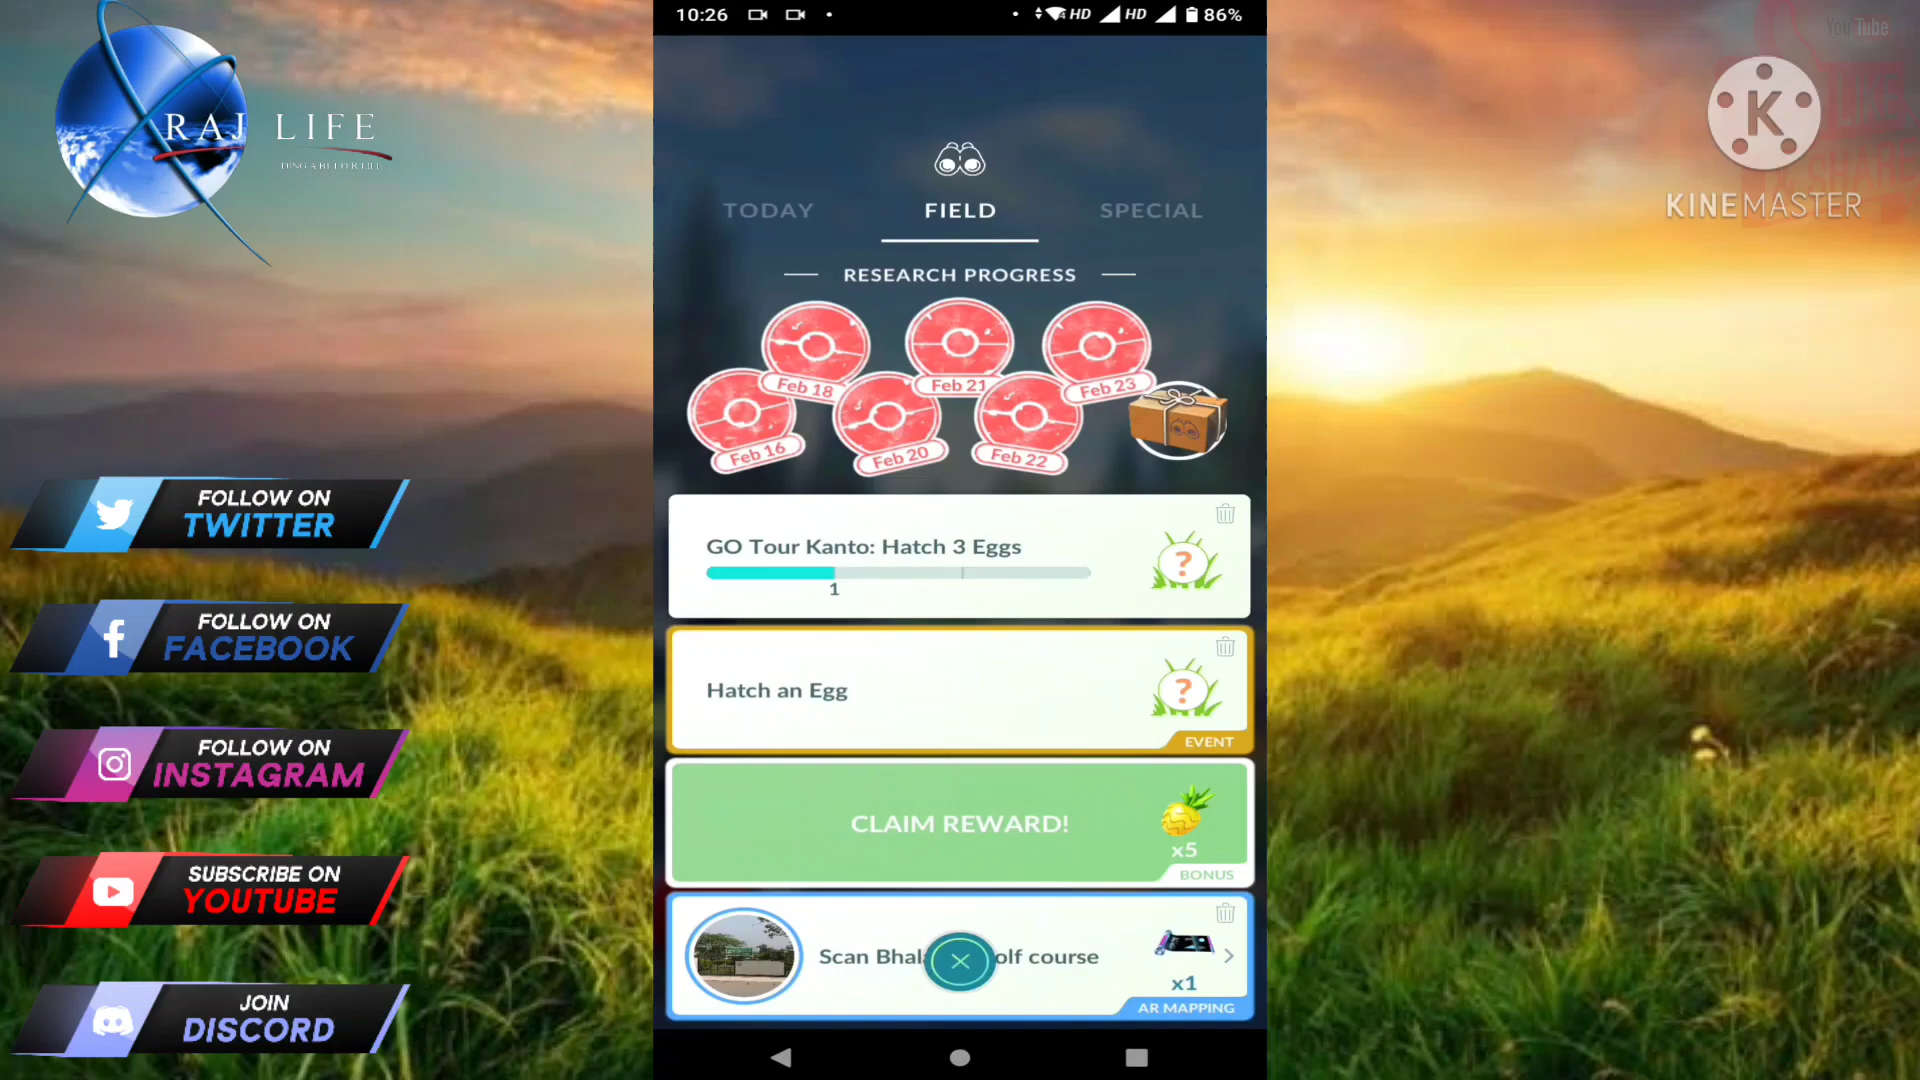 10:26
HD
HD
86%
RAJ LIFE
YouTube
KINEMASTER
TODAY
FIELD
SPECIAL
RESEARCH PROGRESS
Feb 18
Feb 21
Feb 23
Feb 16
Feb 20
Feb 22
GO Tour Kanto: Hatch 3 Eggs
1
Hatch an Egg
EVENT
CLAIM REWARD!
x5
BONUS
Scan course
x1
AR MAPPING
FOLLOW ON
TWITTER
FOLLOW ON
FACEBOOK
FOLLOW ON
INSTAGRAM
SUBSCRIBE ON
YOUTUBE
JOIN
DISCORD